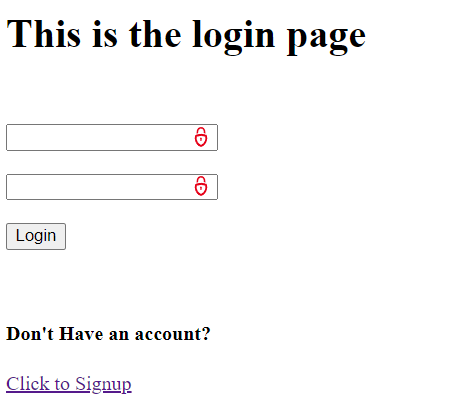 This is the login page
Login
Don't Have an account?
Click to Signup